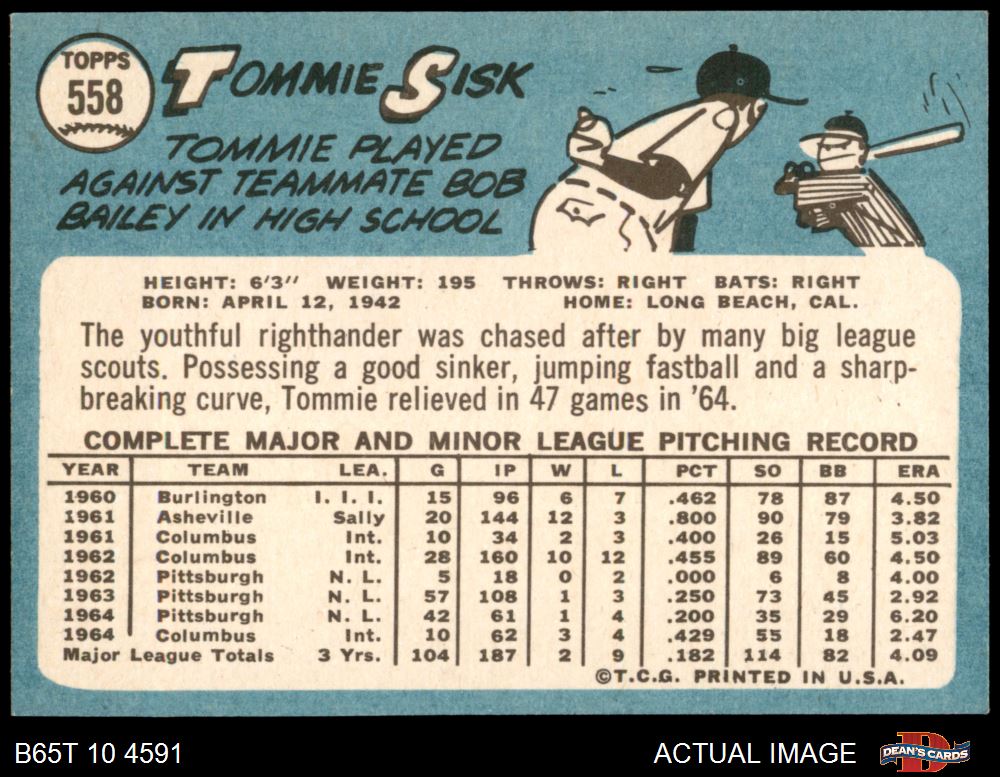 TOPPS
558
TOMMIE SISK
TOMMIE PLAYED
AGAINST TEAMMATE BOB
BAILEY IN HIGH SCHOOL
HEIGHT: 6'3" WEIGHT: 195 THROWS: RIGHT BATS: RIGHT
BORN: APRIL 12, 1942 HOME: LONG BEACH, CAL.
The youthful righthander was chased after by many big league
scouts. Possessing a good sinker, jumping fastball and a sharp-
breaking curve, Tommie relieved in 47 games in '64.
COMPLETE MAJOR AND MINOR LEAGUE PITCHING RECORD
YEAR TEAM LEA. G IP W L PCT SO BB ERA
1960 Burlington I. I. I. 15 96 6 7 .462 78 87 4.50
1961 Asheville Sally 20 144 12 3 .800 90 79 3.82
1961 Columbus Int. 10 34 2 3 .400 26 15 5.03
1962 Columbus Int. 28 160 10 12 .455 89 60 4.50
1962 Pittsburgh N. L. 5 18 0 2 .000 6 8 4.00
1963 Pittsburgh N. L. 57 108 1 3 .250 73 45 2.92
1964 Pittsburgh N. L. 42 61 1 4 .200 35 29 6.20
1964 Columbus Int. 10 62 3 4 .429 55 18 2.47
Major League Totals 3 Yrs. 104 187 2 9 .182 114 82 4.09
©T.C.G. PRINTED IN U.S.A.
B65T 10 4591 ACTUAL IMAGE
DEAN'S CARDS